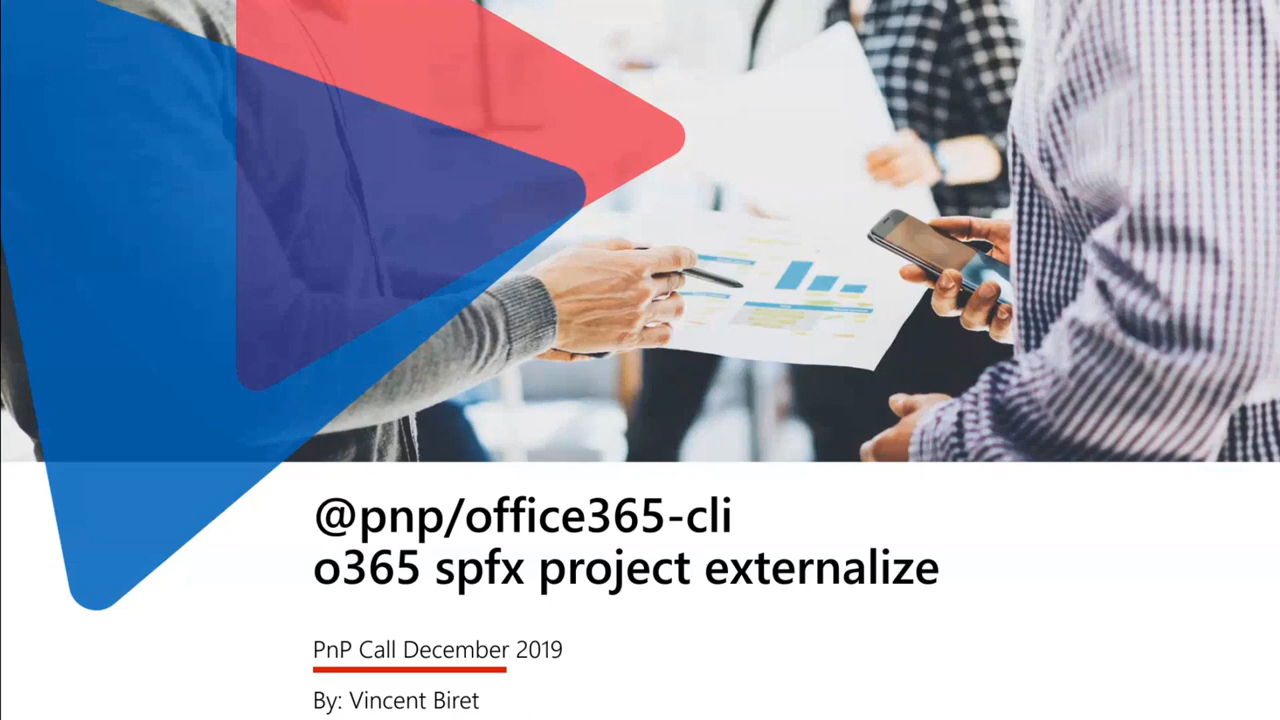 @pnp/office365-cli
o365 spfx project externalize
PnP Call December 2019
By: Vincent Biret